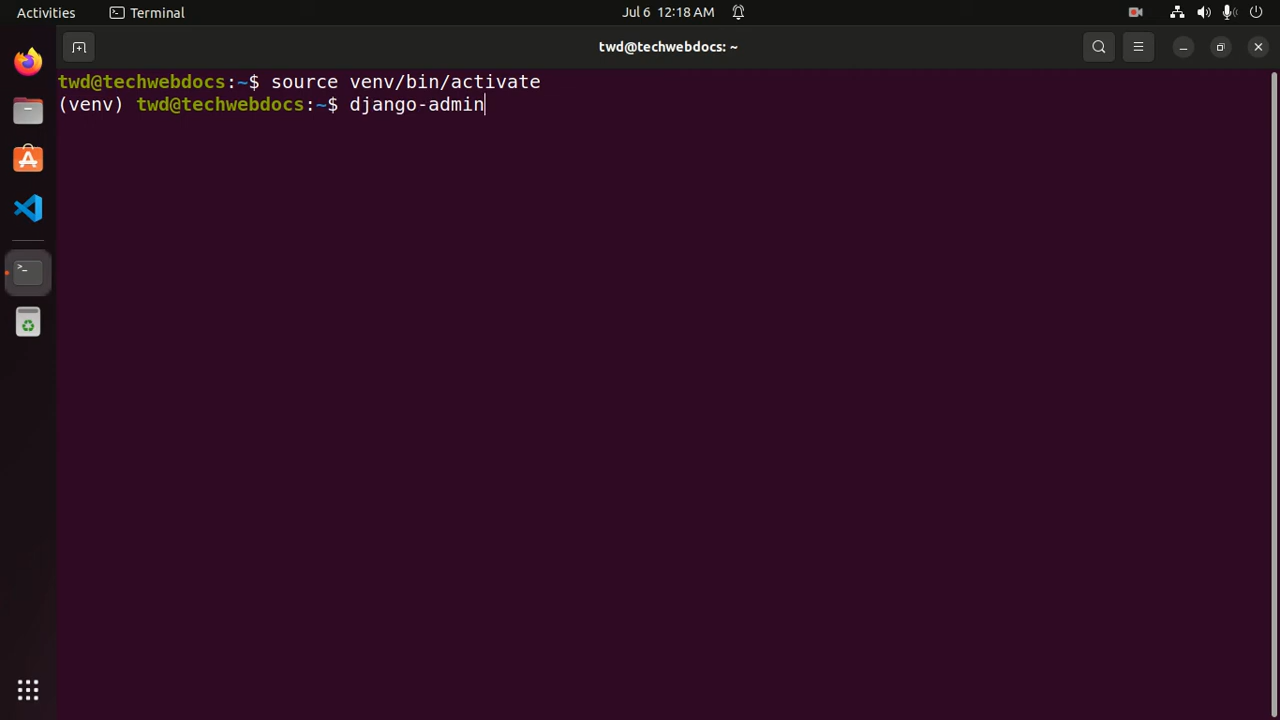 Activities Terminal Jul 6 12:18 AM
twd@techwebdocs: ~
twd@techwebdocs:~$ source venv/bin/activate
(venv) twd@techwebdocs:~$ django-admin